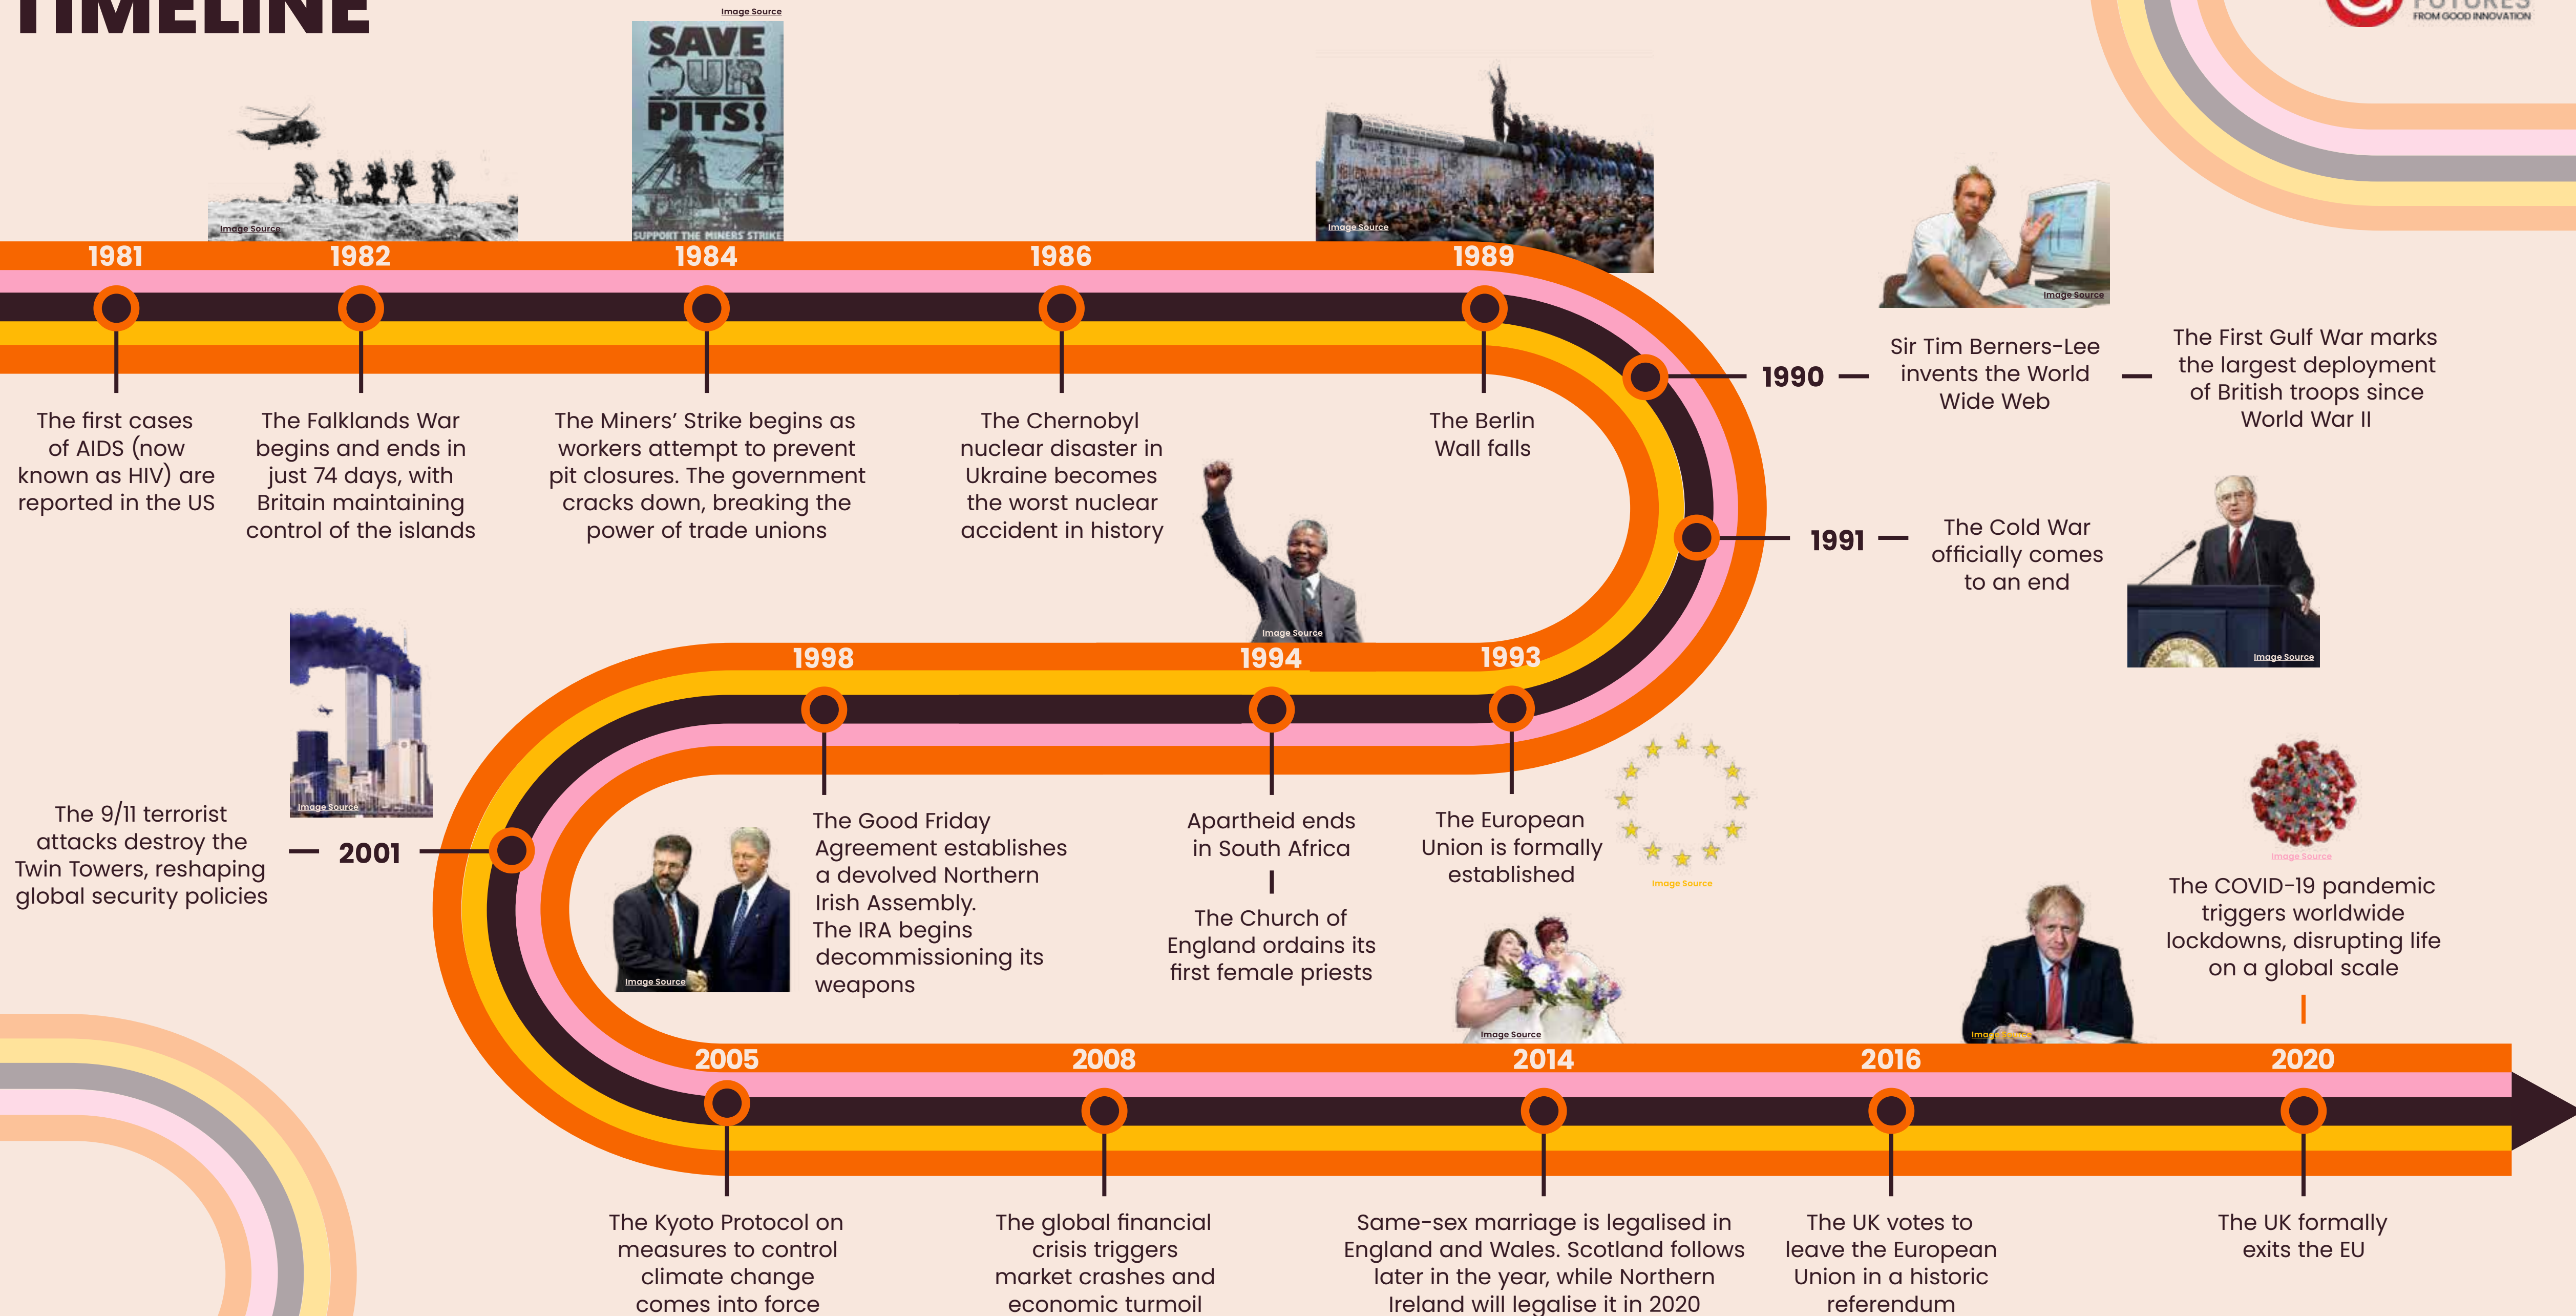 TIMELINE
FUTURES
FROM GOOD INNOVATION
Image Source
SAVE
OUR
PITS!
SUPPORT THE MINERS STRIKE
Image Source
Image Source
Image Source
1981
1982
1984
1986
1989
The first cases
of AIDS (now
known as HIV) are
reported in the US
The Falklands War
begins and ends in
just 74 days, with
Britain maintaining
control of the islands
The Miners’ Strike begins as
workers attempt to prevent
pit closures. The government
cracks down, breaking the
power of trade unions
The Chernobyl
nuclear disaster in
Ukraine becomes
the worst nuclear
accident in history
The Berlin
Wall falls
1990
Sir Tim Berners-Lee
invents the World
Wide Web
The First Gulf War marks
the largest deployment
of British troops since
World War II
1991
The Cold War
officially comes
to an end
Image Source
Image Source
1993
1994
1998
The European
Union is formally
established
Image Source
Apartheid ends
in South Africa
The Church of
England ordains its
first female priests
The Good Friday
Agreement establishes
a devolved Northern
Irish Assembly.
The IRA begins
decommissioning its
weapons
Image Source
Image Source
2001
The 9/11 terrorist
attacks destroy the
Twin Towers, reshaping
global security policies
Image Source
Image Source
The COVID-19 pandemic
triggers worldwide
lockdowns, disrupting life
on a global scale
2005
2008
2014
2016
2020
The Kyoto Protocol on
measures to control
climate change
comes into force
The global financial
crisis triggers
market crashes and
economic turmoil
Same-sex marriage is legalised in
England and Wales. Scotland follows
later in the year, while Northern
Ireland will legalise it in 2020
The UK votes to
leave the European
Union in a historic
referendum
The UK formally
exits the EU